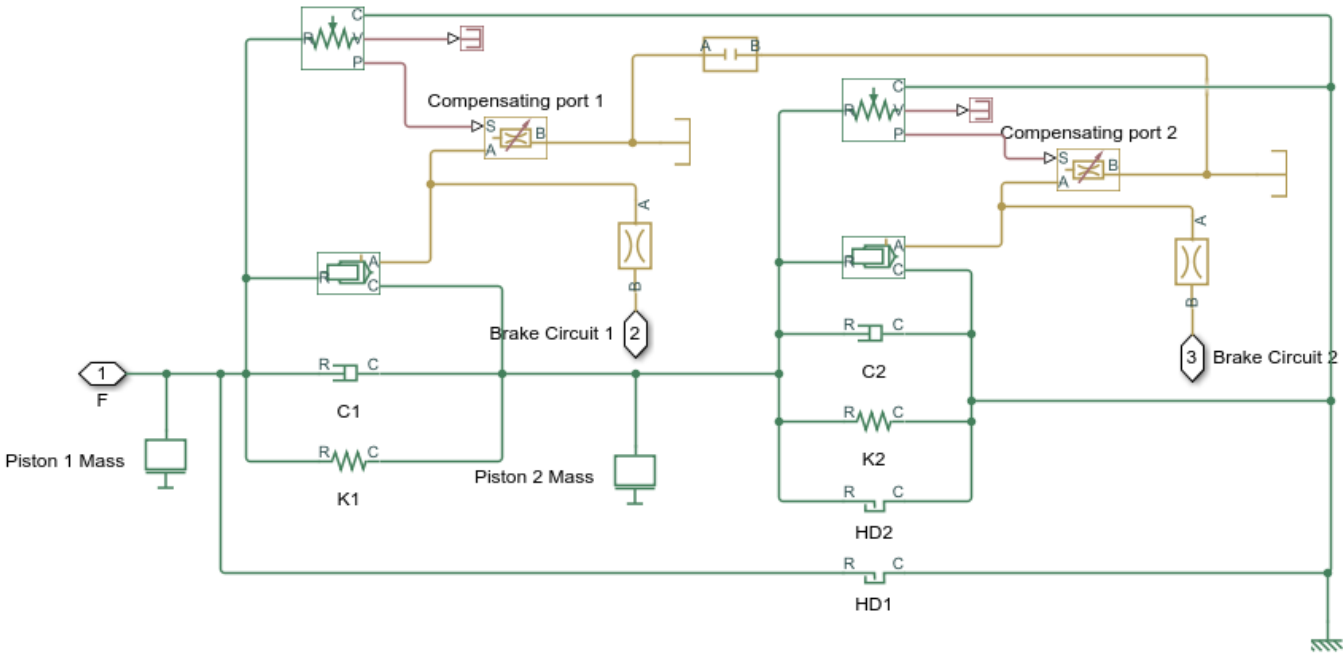 C
R
V
P
Compensating port 1
S
B
A
A
B
C
R
V
P
Compensating port 2
S
B
A
A
A
R
A
C
R
A
C
B
B
Brake Circuit 1
2
R
C
C2
3
Brake Circuit 2
1
F
R
C
C1
R
C
K2
Piston 1 Mass
R
C
K1
Piston 2 Mass
R
C
HD2
R
C
HD1